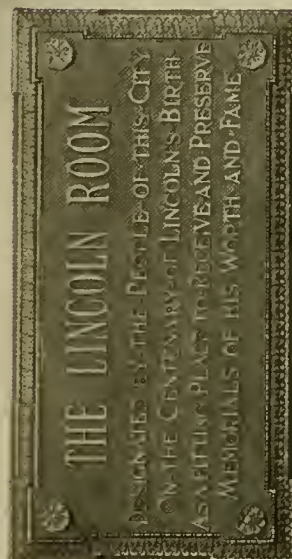 THE LINCOLN ROOM
DESIGNATED BY THE PEOPLE OF THIS CITY
ON THE CENTENARY OF LINCOLN'S BIRTH
AS FITTING PLACE TO RECEIVE AND PRESERVE
MEMORIALS OF HIS WORTH AND FAME